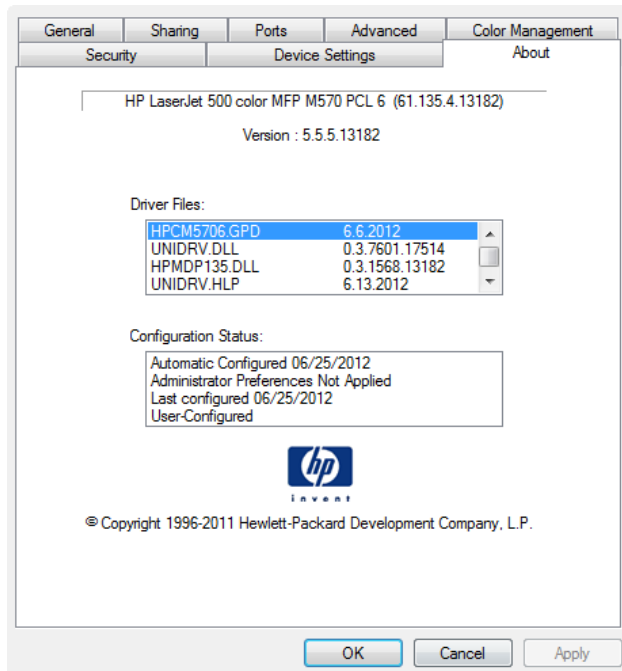 General Sharing Ports Advanced Color Management
Security Device Settings About
HP LaserJet 500 color MFP M570 PCL 6 (61.135.4.13182)
Version : 5.5.5.13182
Driver Files:
HPCM5706.GPD 6.6.2012
UNIDRV.DLL 0.3.7601.17514
HPMDP135.DLL 0.3.1568.13182
UNIDRV.HLP 6.13.2012
Configuration Status:
Automatic Configured 06/25/2012
Administrator Preferences Not Applied
Last configured 06/25/2012
User-Configured
hp
invent
© Copyright 1996-2011 Hewlett-Packard Development Company, L.P.
OK Cancel Apply